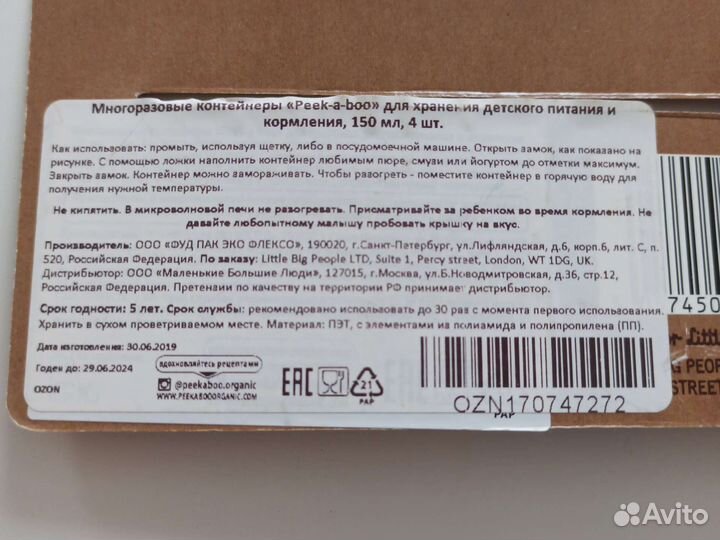 Многоразовые контейнеры «Peek-a-boo» для хранения детского питания и
кормления, 150 мл, 4 шт.
Как использовать: промыть, используя щетку, либо в посудомоечной машине. Открыть замок, как показано на
рисунке. С помощью ложки наполнить контейнер любимым пюре, смузи или йогуртом до отметки максимум.
Закрыть замок. Контейнер можно замораживать. Чтобы разогреть - поместите контейнер в горячую воду для
получения нужной температуры.
Не кипятить. В микроволновой печи не разогревать. Присматривайте за ребенком во время кормления. Не
давайте любопытному малышу пробовать крышку на вкус.
Производитель: ООО «ФУД ПАК ЭКО ФЛЕКСО», 190020, г.Санкт-Петербург, ул.Лифляндская, д.6, корп.6, лит. С, п.
520, Российская Федерация. По заказу: Little Big People LTD, Suite 1, Percy street, London, WT 1DG, UK.
Дистрибьютор: ООО «Маленькие Большие Люди», 127015, г.Москва, ул.Б.Новодмитровская, д.36, стр.12,
Российская Федерация. Претензии по качеству на территории РФ принимает дистрибьютор.
Срок годности: 5 лет. Срок службы: рекомендовано использовать до 30 раз с момента первого использования.
Хранить в сухом проветриваемом месте. Материал: ПЭТ, с элементами из полиамида и полипропилена (ПП).
Дата изготовления: 30.06.2019
Годен до: 29.06.2024
OZON
вдохновляйтесь рецептами
@peekaboo.organic
WWW.PEEKABOOORGANIC.COM
EAC
21
PAP
OZN170747272
PAP
7450
or Little
G PEOP
STREET
Avito